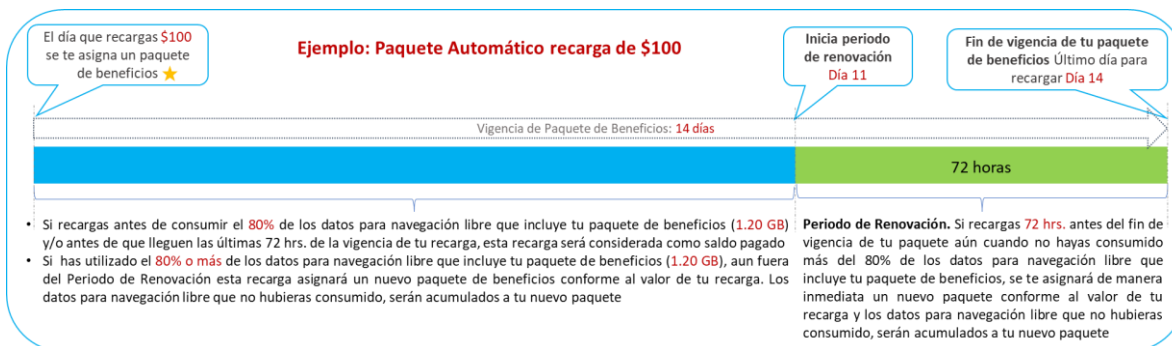 El día que recargas $100
se te asigna un paquete
de beneficios
Ejemplo: Paquete Automático recarga de $100
Inicia periodo
de renovación
Día 11
Fin de vigencia de tu paquete
de beneficios Último día para
recargar Día 14
Vigencia de Paquete de Beneficios: 14 días
72 horas
• Si recargas antes de consumir el 80% de los datos para navegación libre que incluye tu paquete de beneficios (1.20 GB)
y/o antes de que lleguen las últimas 72 hrs. de la vigencia de tu recarga, esta recarga será considerada como saldo pagado
• Si has utilizado el 80% o más de los datos para navegación libre que incluye tu paquete de beneficios (1.20 GB), aun fuera
del Periodo de Renovación esta recarga asignará un nuevo paquete de beneficios conforme al valor de tu recarga. Los
datos para navegación libre que no hubieras consumido, serán acumulados a tu nuevo paquete
Periodo de Renovación. Si recargas 72 hrs. antes del fin de
vigencia de tu paquete aún cuando no hayas consumido
más del 80% de los datos para navegación libre que
incluye tu paquete de beneficios, se te asignará de manera
inmediata un nuevo paquete conforme al valor de tu
recarga y los datos para navegación libre que no hubieras
consumido, serán acumulados a tu nuevo paquete